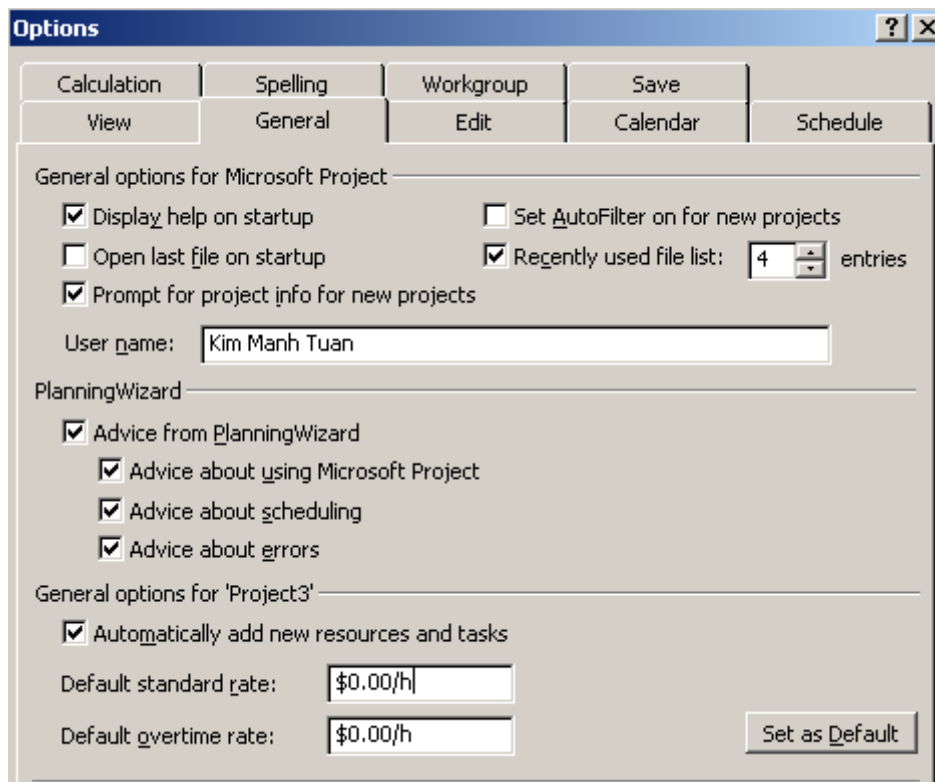 Options
Calculation Spelling Workgroup Save
View General Edit Calendar Schedule
General options for Microsoft Project
Display help on startup Set AutoFilter on for new projects
Open last file on startup Recently used file list: 4 entries
Prompt for project info for new projects
User name: Kim Manh Tuan
PlanningWizard
Advice from PlanningWizard
Advice about using Microsoft Project
Advice about scheduling
Advice about errors
General options for 'Project3'
Automatically add new resources and tasks
Default standard rate: $0.00/h
Default overtime rate: $0.00/h Set as Default